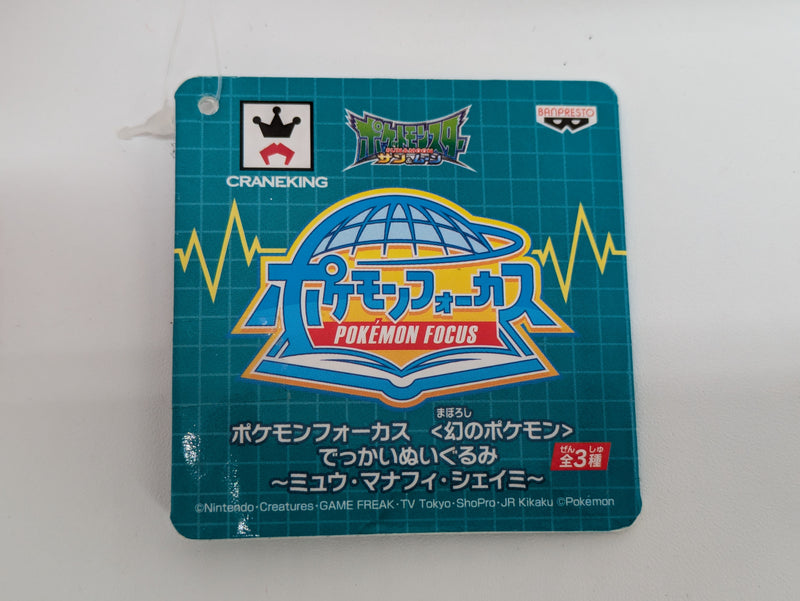 CRANEKING
ポケットモンスター
サン&ムーン
BANPRESTO
ポケモンフォーカス
POKÉMON FOCUS
まぼろし
ポケモンフォーカス <幻のポケモン>
でっかいぬいぐるみ
~ミュウ・マナフィ・シェイミ~
ぜん しゅ
全3種
©Nintendo・Creatures・GAME FREAK・TV Tokyo・ShoPro・JR Kikaku ©Pokémon